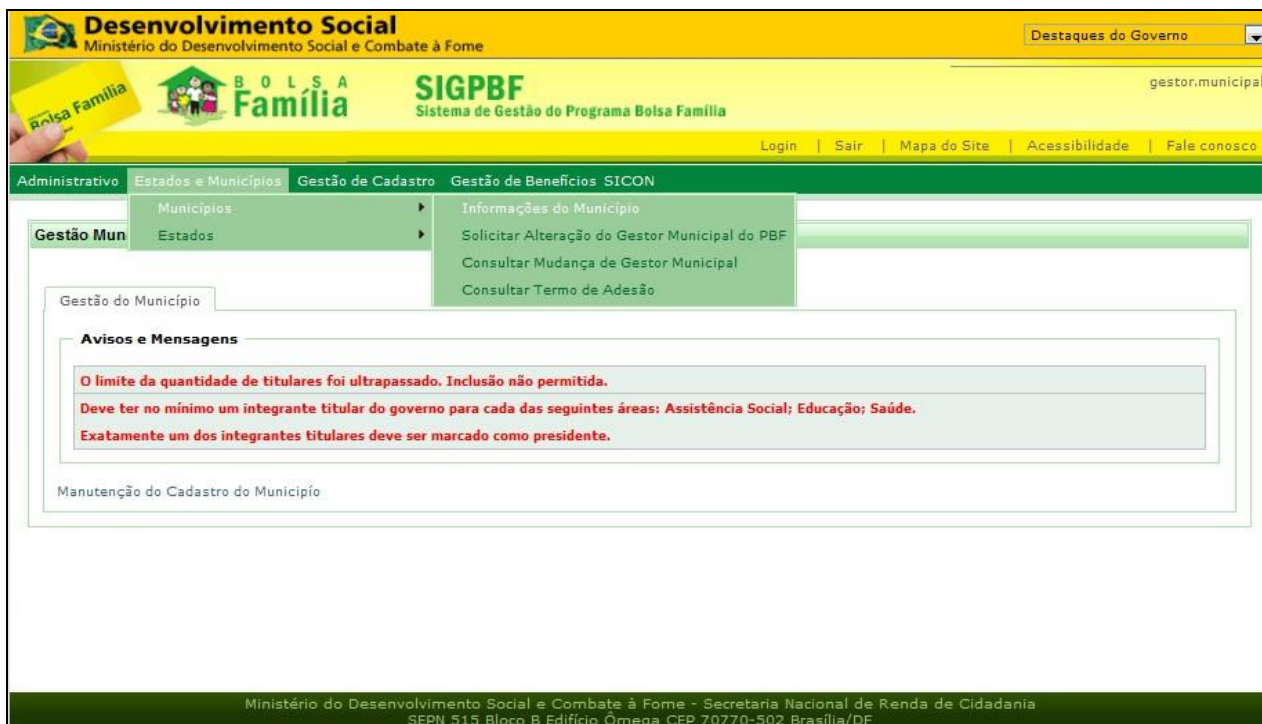 Desenvolvimento Social
Ministério do Desenvolvimento Social e Combate à Fome
Destaques do Governo
Bolsa Família
BOLSA
Família
SIGPBF
Sistema de Gestão do Programa Bolsa Família
gestor.municipal
Login | Sair | Mapa do Site | Acessibilidade | Fale conosco
Administrativo Estados e Municípios Gestão de Cadastro Gestão de Benefícios SICON
Municípios
Estados
Informações do Município
Solicitar Alteração do Gestor Municipal do PBF
Consultar Mudança de Gestor Municipal
Consultar Termo de Adesão
Gestão Mun
Gestão do Município
Avisos e Mensagens
O limite da quantidade de titulares foi ultrapassado. Inclusão não permitida.
Deve ter no mínimo um integrante titular do governo para cada das seguintes áreas: Assistência Social; Educação; Saúde.
Exatamente um dos integrantes titulares deve ser marcado como presidente.
Manutenção do Cadastro do Municipío
Ministério do Desenvolvimento Social e Combate à Fome - Secretaria Nacional de Renda de Cidadania
SEPN 515 Bloco B Edifício Ômega CEP 70770-502 Brasília/DF